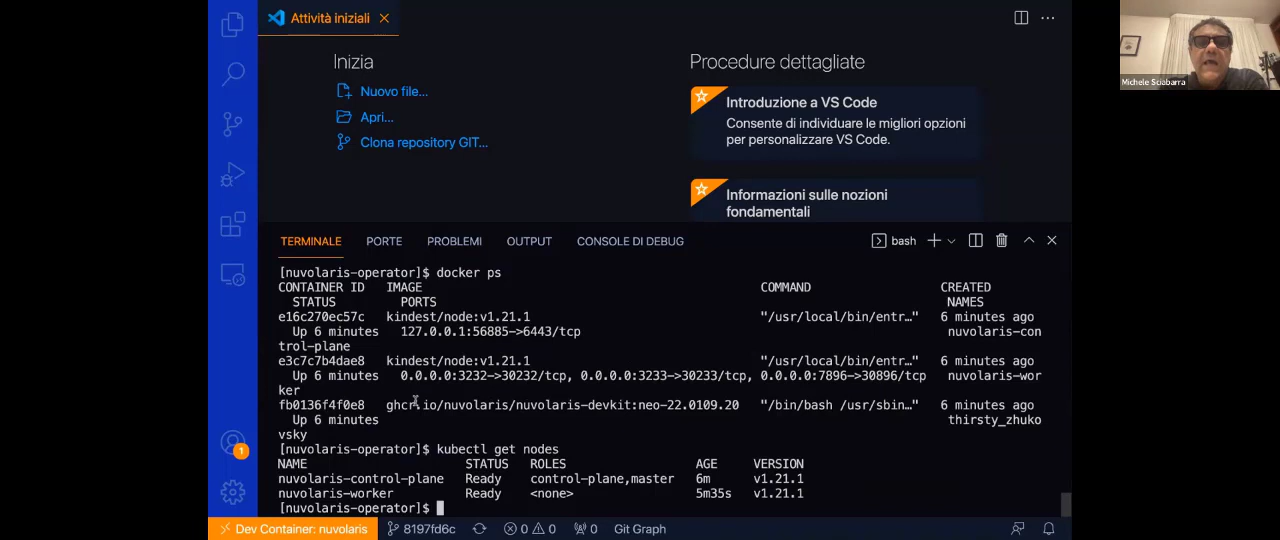 Attività iniziali
Inizia
Nuovo file...
Apri...
Clona repository GIT...
Procedure dettagliate
Introduzione a VS Code
Consente di individuare le migliori opzioni
per personalizzare VS Code.
Informazioni sulle nozioni
fondamentali
Michele Sciabarra
TERMINALE PORTE PROBLEMI OUTPUT CONSOLE DI DEBUG bash
[nuvolaris-operator]$ docker ps
CONTAINER ID IMAGE COMMAND CREATED
STATUS PORTS NAMES
e16c270ec57c kindest/node:v1.21.1 "/usr/local/bin/entr…" 6 minutes ago
Up 6 minutes 127.0.0.1:56885->6443/tcp nuvolaris-con
trol-plane
e3c7c7b4dae8 kindest/node:v1.21.1 "/usr/local/bin/entr…" 6 minutes ago
Up 6 minutes 0.0.0.0:3232->30232/tcp, 0.0.0.0:3233->30233/tcp, 0.0.0.0:7896->30896/tcp nuvolaris-wor
ker
fb0136f4f0e8 ghcr.io/nuvolaris/nuvolaris-devkit:neo-22.0109.20 "/bin/bash /usr/sbin…" 6 minutes ago
Up 6 minutes thirsty_zhuko
vsky
[nuvolaris-operator]$ kubectl get nodes
NAME STATUS ROLES AGE VERSION
nuvolaris-control-plane Ready control-plane,master 6m v1.21.1
nuvolaris-worker Ready <none> 5m35s v1.21.1
[nuvolaris-operator]$
1
Dev Container: nuvolaris 8197fd6c 0 0 0 Git Graph